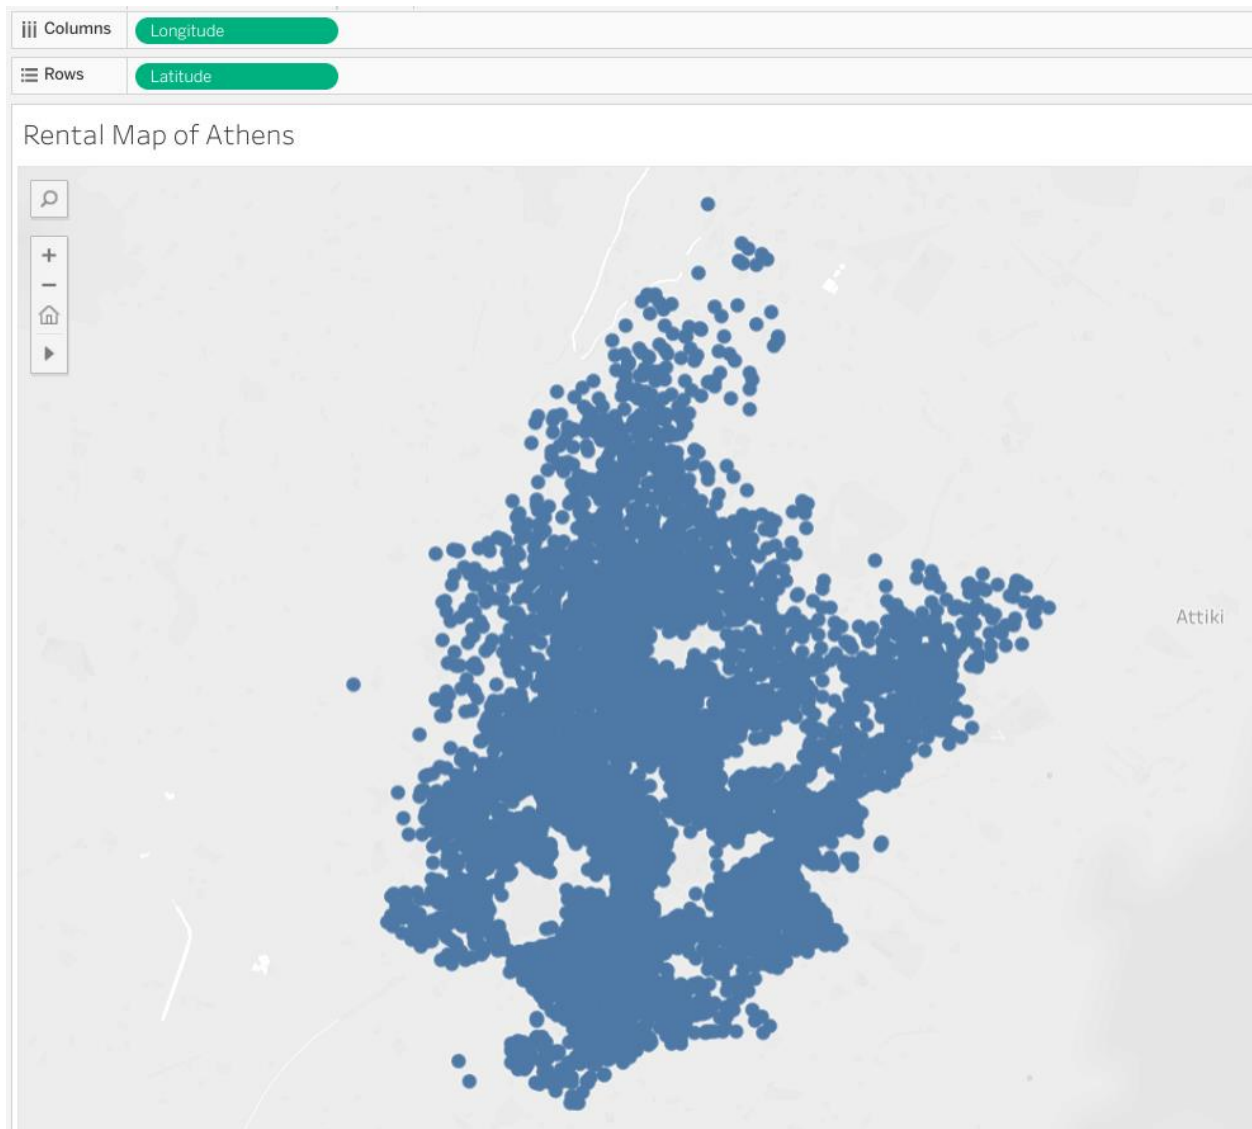 Columns
Longitude
Rows
Latitude
Rental Map of Athens
Attiki